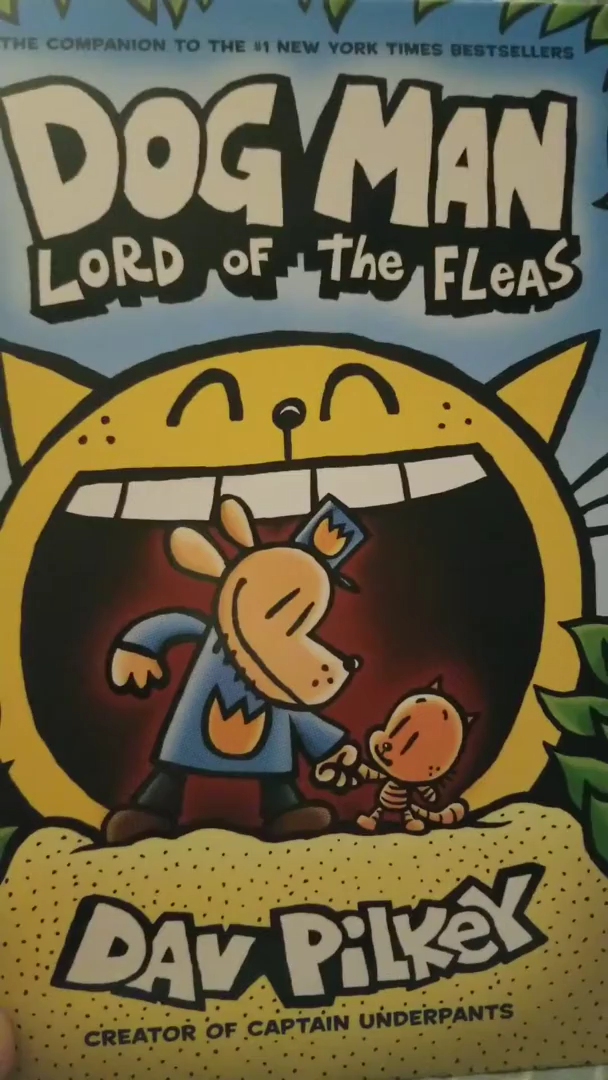 THE COMPANION TO THE #1 NEW YORK TIMES BESTSELLERS
DOG MAN
LORD OF THE FLEAS
DAV PILKEY
CREATOR OF CAPTAIN UNDERPANTS